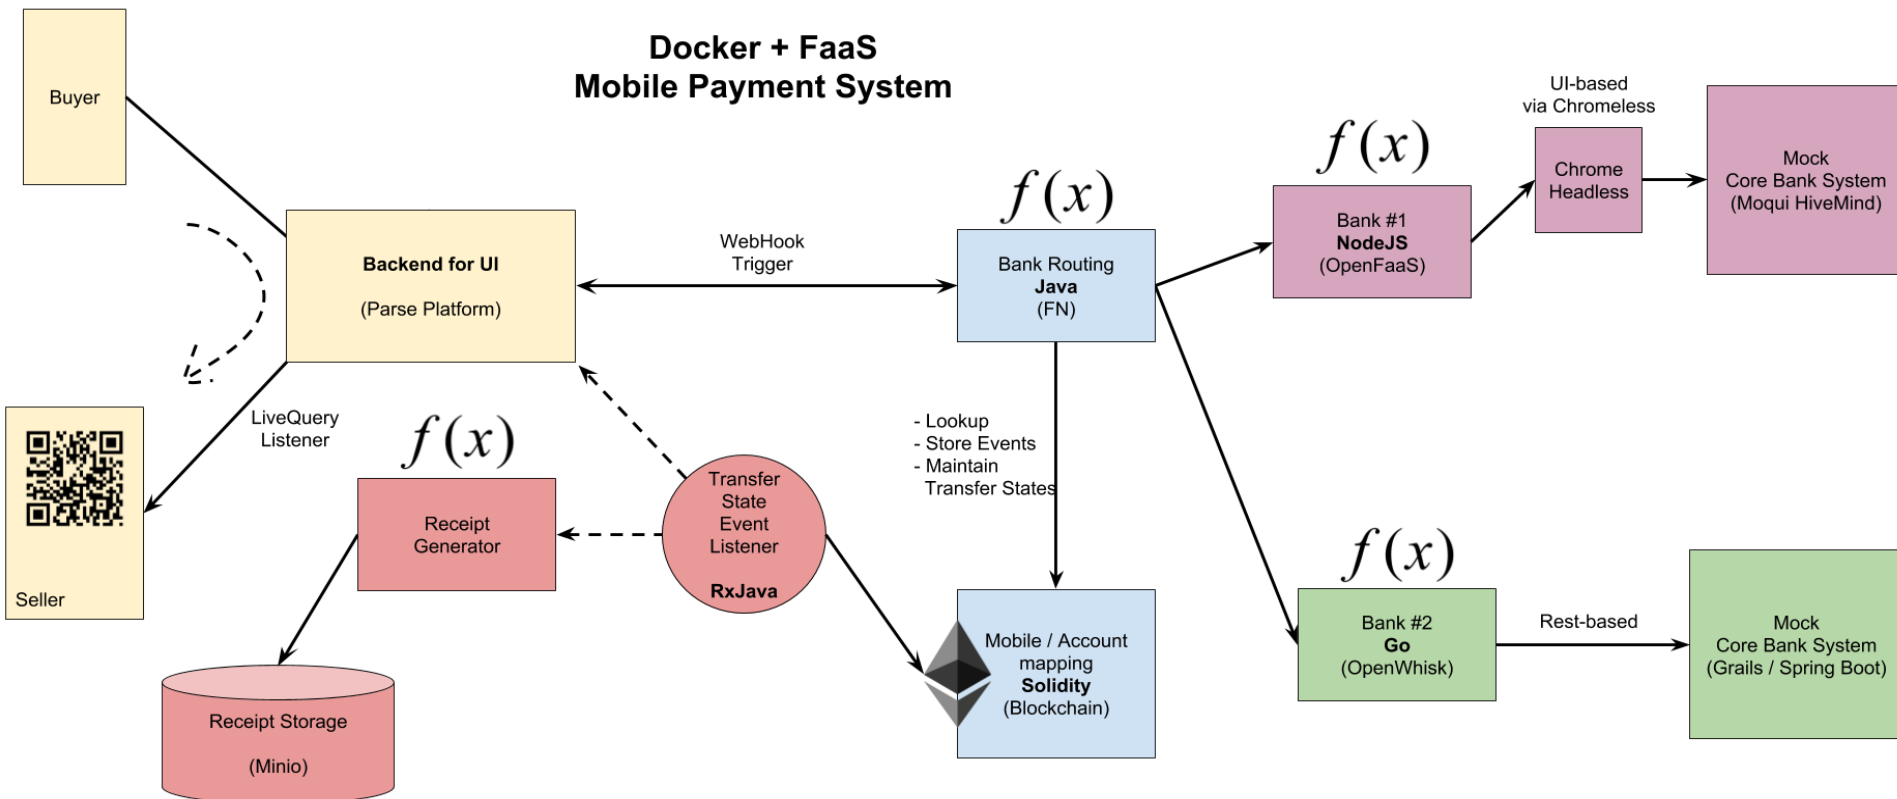 Docker + FaaS
Mobile Payment System
Buyer
Backend for UI
(Parse Platform)
WebHook
Trigger
f(x)
Bank Routing
Java
(FN)
f(x)
Bank #1
NodeJS
(OpenFaaS)
UI-based
via Chromeless
Chrome
Headless
Mock
Core Bank System
(Moqui HiveMind)
LiveQuery
Listener
Seller
f(x)
Receipt
Generator
Transfer
State
Event
Listener
RxJava
- Lookup
- Store Events
- Maintain
Transfer States
Receipt Storage
(Minio)
Mobile / Account
mapping
Solidity
(Blockchain)
f(x)
Bank #2
Go
(OpenWhisk)
Rest-based
Mock
Core Bank System
(Grails / Spring Boot)